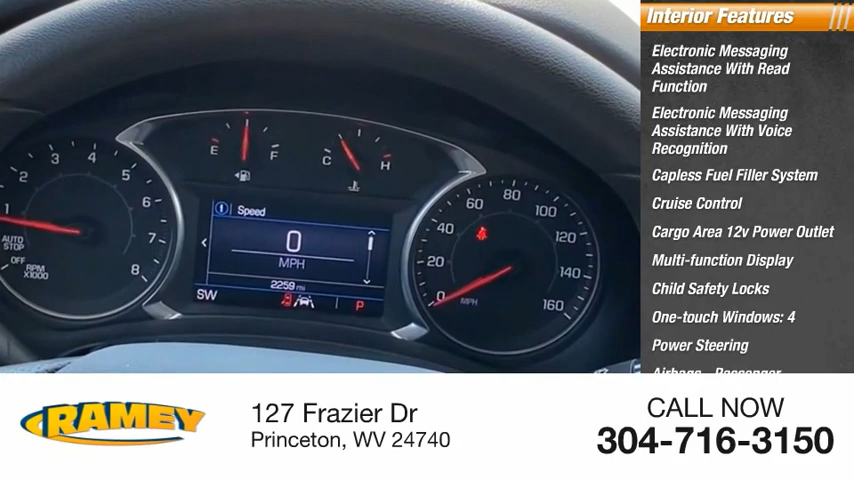 Interior Features
Electronic Messaging
Assistance With Read
Function
Electronic Messaging
Assistance With Voice
Recognition
Capless Fuel Filler System
Cruise Control
Cargo Area 12v Power Outlet
Multi-function Display
Child Safety Locks
One-touch Windows: 4
Power Steering
Airbags - Passenger
1 2 3 4 5 6 7 8
AUTO
STOP
OFF
RPM
X1000
E F
C H
Speed
0
MPH
2259 mi
SW
P
0 20 40 60 80 100 120 140 160
MPH
RAMEY
127 Frazier Dr
Princeton, WV 24740
CALL NOW
304-716-3150